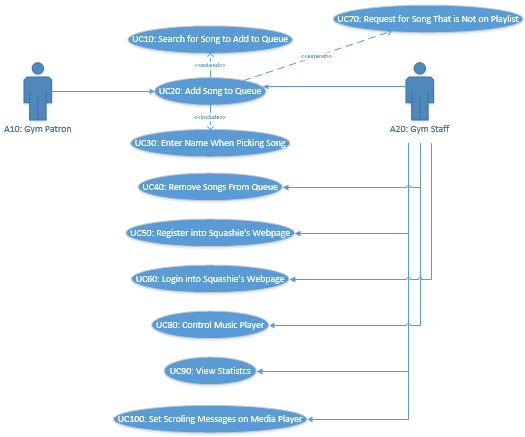 UC70: Request for Song That is Not on Playlist
UC10: Search for Song to Add to Queue
<<extend>>
<<extend>>
UC20: Add Song to Queue
<<include>>
A10: Gym Patron
A20: Gym Staff
UC30: Enter Name When Picking Song
UC40: Remove Songs From Queue
UC50: Register into Squashie's Webpage
UC60: Login into Squashie's Webpage
UC80: Control Music Player
UC90: View Statistcs
UC100: Set Scroling Messages on Media Player